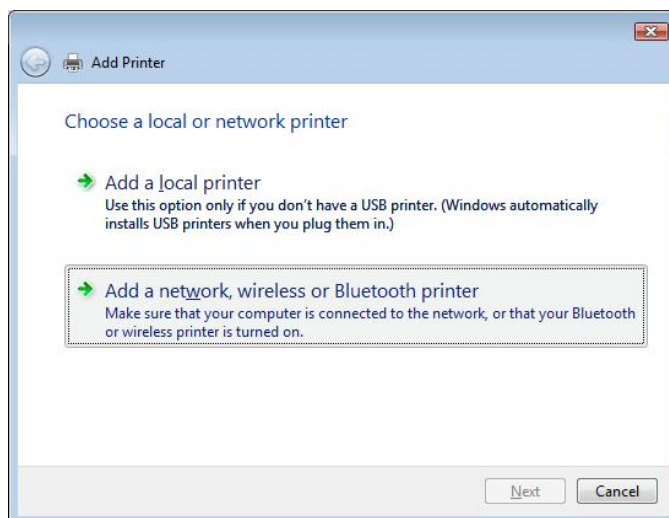 Add Printer
Choose a local or network printer
Add a local printer
Use this option only if you don't have a USB printer. (Windows automatically
installs USB printers when you plug them in.)
Add a network, wireless or Bluetooth printer
Make sure that your computer is connected to the network, or that your Bluetooth
or wireless printer is turned on.
Next Cancel